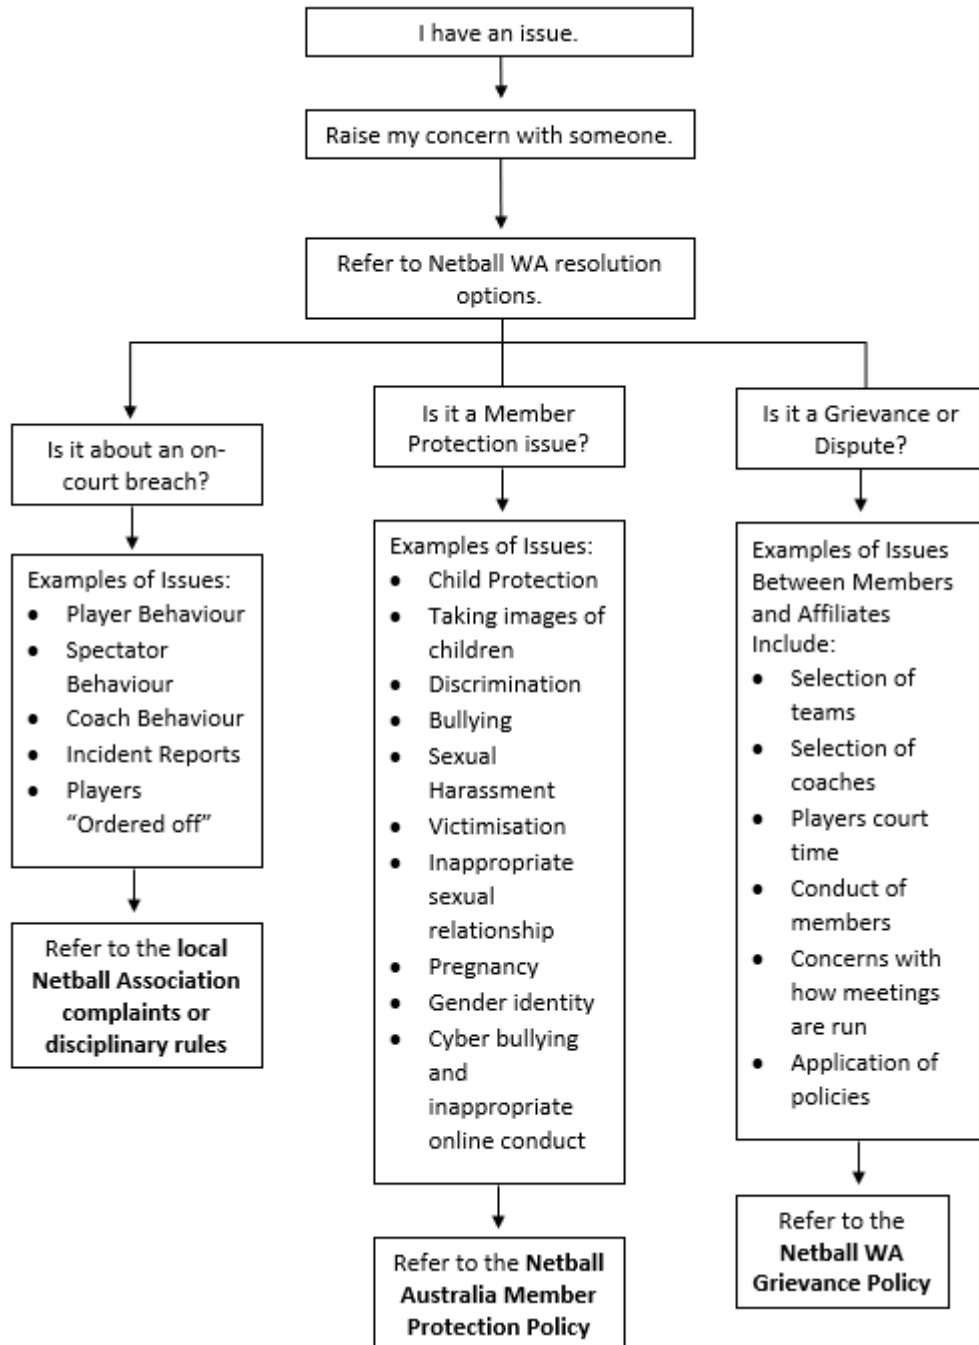 I have an issue.
Raise my concern with someone.
Refer to Netball WA resolution
options.
Is it about an on-
court breach?
Examples of Issues:
• Player Behaviour
• Spectator
Behaviour
• Coach Behaviour
• Incident Reports
• Players
“Ordered off”
Refer to the local
Netball Association
complaints or
disciplinary rules
Is it a Member
Protection issue?
Examples of Issues:
• Child Protection
• Taking images of
children
• Discrimination
• Bullying
• Sexual
Harassment
• Victimisation
• Inappropriate
sexual
relationship
• Pregnancy
• Gender identity
• Cyber bullying
and
inappropriate
online conduct
Refer to the Netball
Australia Member
Protection Policy
Is it a Grievance or
Dispute?
Examples of Issues
Between Members
and Affiliates
Include:
• Selection of
teams
• Selection of
coaches
• Players court
time
• Conduct of
members
• Concerns with
how meetings
are run
• Application of
policies
Refer to the
Netball WA
Grievance Policy